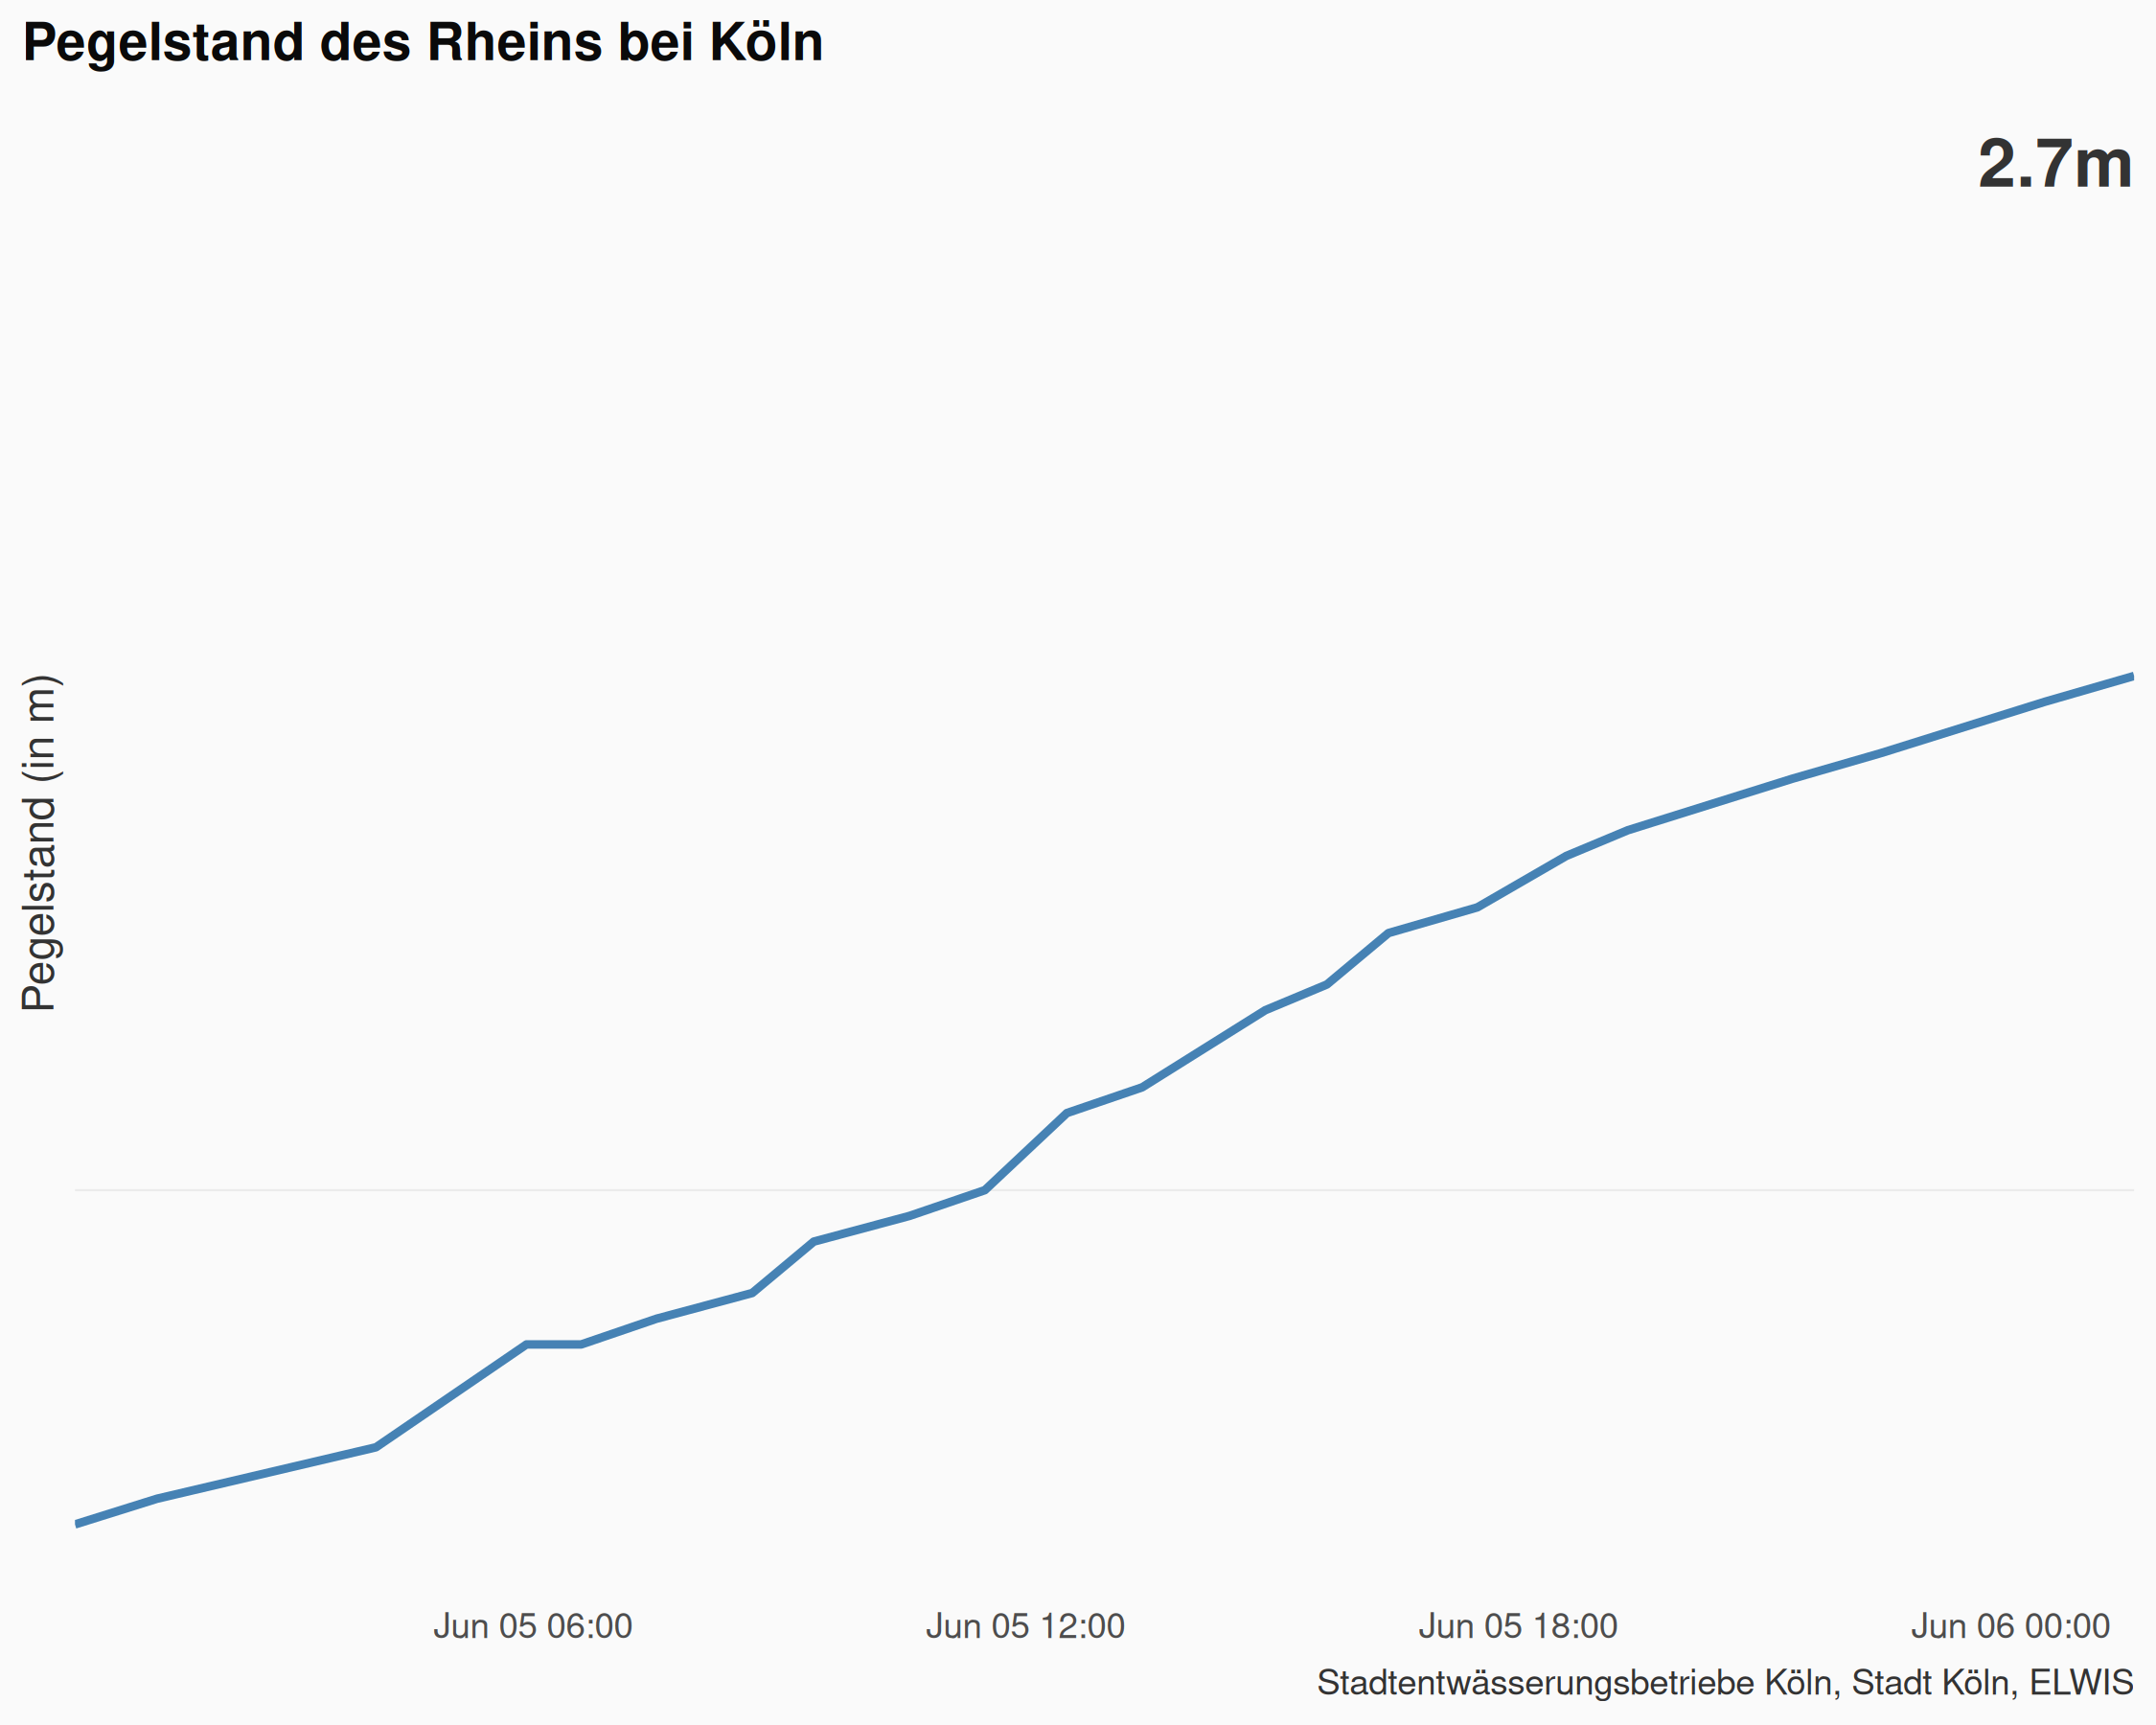 Pegelstand des Rheins bei Köln
2.7m
Pegelstand (in m)
Jun 05 06:00
Jun 05 12:00
Jun 05 18:00
Jun 06 00:00
Stadtentwässerungsbetriebe Köln, Stadt Köln, ELWIS